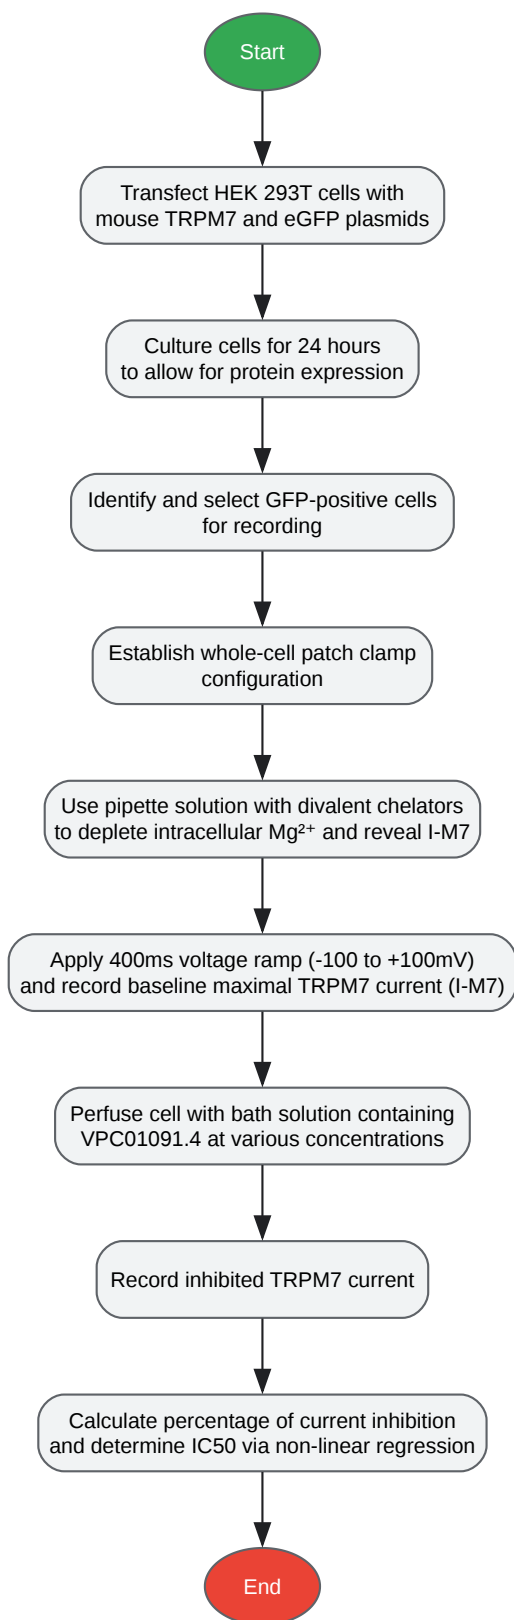 Start
Transfect HEK 293T cells with
mouse TRPM7 and eGFP plasmids
Culture cells for 24 hours
to allow for protein expression
Identify and select GFP-positive cells
for recording
Establish whole-cell patch clamp
configuration
Use pipette solution with divalent chelators
to deplete intracellular Mg²⁺ and reveal I-M7
Apply 400ms voltage ramp (-100 to +100mV)
and record baseline maximal TRPM7 current (I-M7)
Perfuse cell with bath solution containing
VPC01091.4 at various concentrations
Record inhibited TRPM7 current
Calculate percentage of current inhibition
and determine IC50 via non-linear regression
End